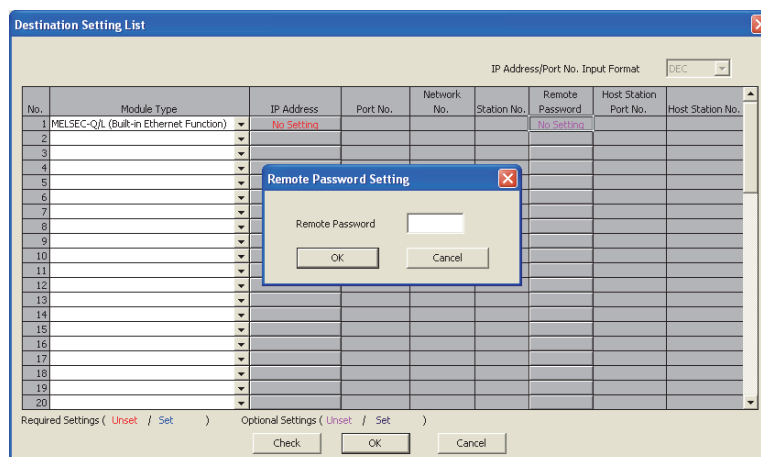 Destination Setting List
IP Address/Port No. Input Format DEC
No. Module Type IP Address Port No. Network No. Station No. Remote Password Host Station Port No. Host Station No.
1 MELSEC-Q/L (Built-in Ethernet Function) No Setting No Setting
2
3
4
5
6
7
8
9
10
11
12
13
14
15
16
17
18
19
20
Remote Password Setting
Remote Password
OK Cancel
Required Settings ( Unset / Set ) Optional Settings ( Unset / Set )
Check OK Cancel